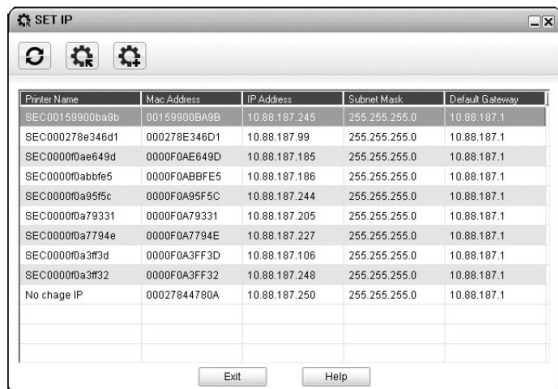 SET IP
Printer Name Mac Address IP Address Subnet Mask Default Gateway
SEC00159900ba9b 00159900BA9B 10.88.187.245 255.255.255.0 10.88.187.1
SEC000278e346d1 000278E346D1 10.88.187.99 255.255.255.0 10.88.187.1
SEC0000f0ae649d 0000F0AE649D 10.88.187.185 255.255.255.0 10.88.187.1
SEC0000f0abbfe5 0000F0ABBFE5 10.88.187.186 255.255.255.0 10.88.187.1
SEC0000f0a95f5c 0000F0A95F5C 10.88.187.244 255.255.255.0 10.88.187.1
SEC0000f0a79331 0000F0A79331 10.88.187.205 255.255.255.0 10.88.187.1
SEC0000f0a7794e 0000F0A7794E 10.88.187.227 255.255.255.0 10.88.187.1
SEC0000f0a3ff3d 0000F0A3FF3D 10.88.187.106 255.255.255.0 10.88.187.1
SEC0000f0a3ff32 0000F0A3FF32 10.88.187.248 255.255.255.0 10.88.187.1
No chage IP 00027844780A 10.88.187.250 255.255.255.0 10.88.187.1
Exit Help